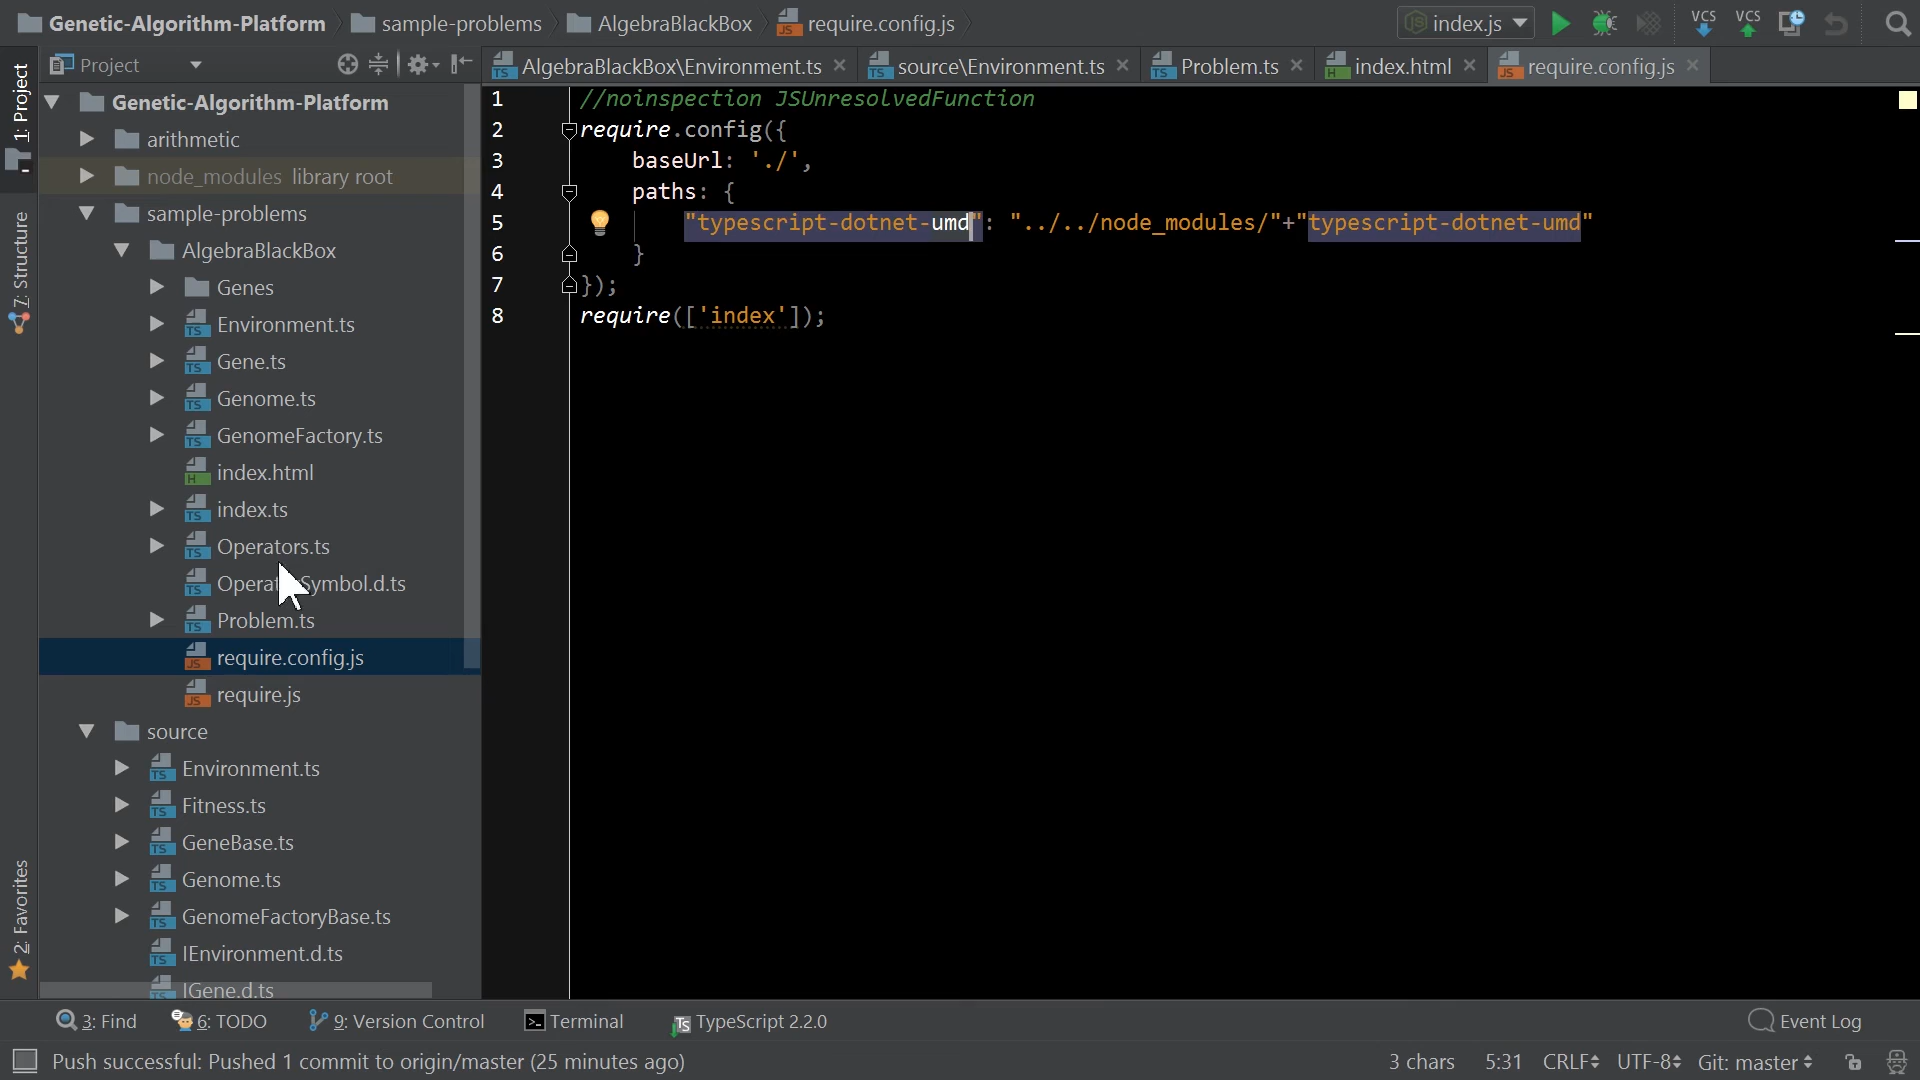 Genetic-Algorithm-Platform sample-problems AlgebraBlackBox require.config.js index.js VCS VCS
1: Project
7: Structure
2: Favorites
Project
AlgebraBlackBox\Environment.ts source\Environment.ts Problem.ts index.html require.config.js
Genetic-Algorithm-Platform
arithmetic
node_modules library root
sample-problems
AlgebraBlackBox
Genes
Environment.ts
Gene.ts
Genome.ts
GenomeFactory.ts
index.html
index.ts
Operators.ts
Symbol.d.ts
Problem.ts
require.config.js
require.js
source
Environment.ts
Fitness.ts
GeneBase.ts
Genome.ts
GenomeFactoryBase.ts
IEnvironment.d.ts
IGene.d.ts
1 //noinspection JSUnresolvedFunction
2 require.config({
3 baseUrl: './',
4 paths: {
5 "typescript-dotnet-umd": "../../node_modules/"+"typescript-dotnet-umd"
6 }
7 });
8 require(['index']);
3: Find 6: TODO 9: Version Control Terminal TypeScript 2.2.0 Event Log
Push successful: Pushed 1 commit to origin/master (25 minutes ago) 3 chars 5:31 CRLF UTF-8 Git: master